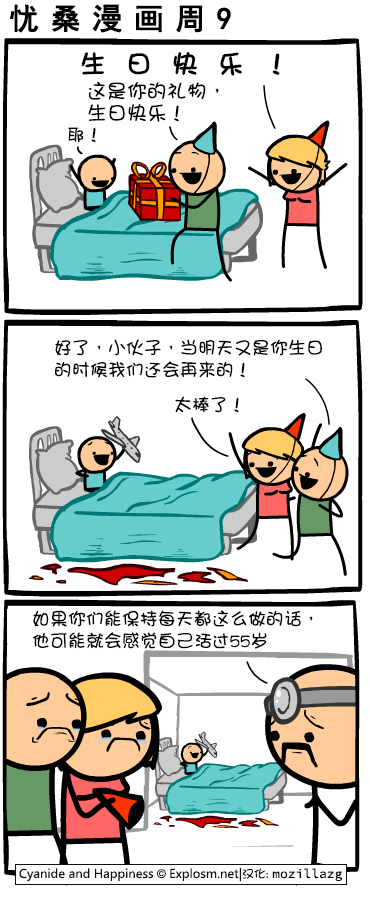 忧桑漫画周9
生日快乐！
这是你的礼物，
生日快乐！
耶！
好了，小伙子，当明天又是你生日
的时候我们还会再来的！
太棒了！
如果你们能保持每天都这么做的话，
他可能就会感觉自己活过55岁
Cyanide and Happiness © Explosm.net|汉化: mozillazg